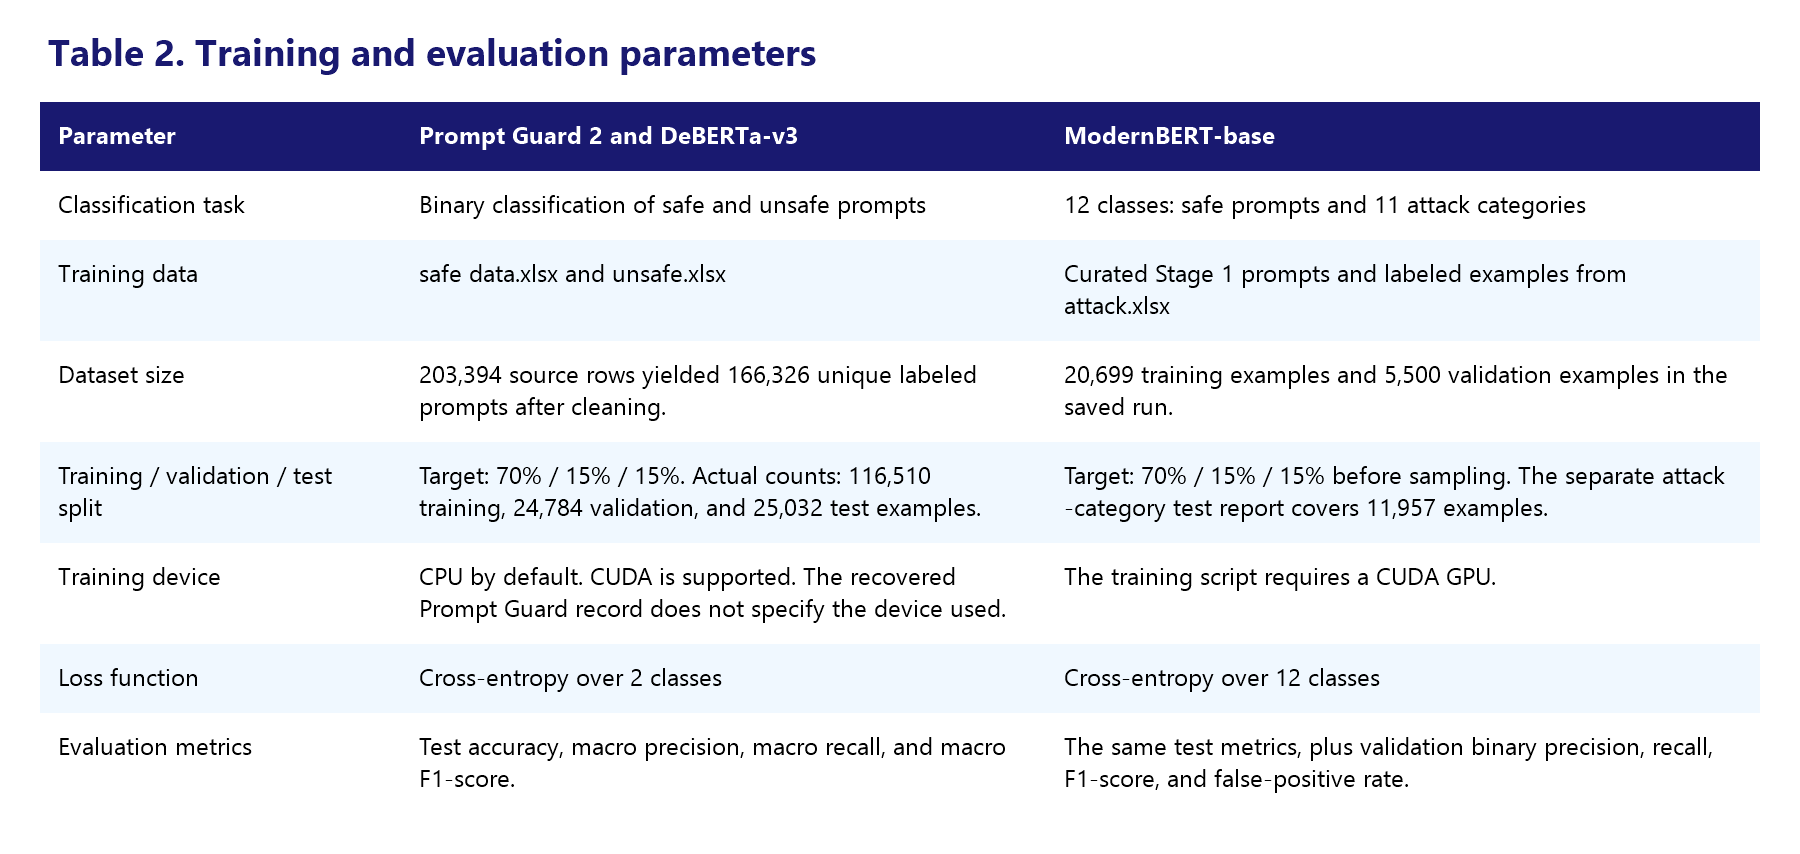 Table 2. Training and evaluation parameters
Parameter
Prompt Guard 2 and DeBERTa-v3
ModernBERT-base
Classification task
Binary classification of safe and unsafe prompts
12 classes: safe prompts and 11 attack categories
Training data
safe data.xlsx and unsafe.xlsx
Curated Stage 1 prompts and labeled examples from
attack.xlsx
Dataset size
203,394 source rows yielded 166,326 unique labeled
prompts after cleaning.
20,699 training examples and 5,500 validation examples in the
saved run.
Training / validation / test
split
Target: 70% / 15% / 15%. Actual counts: 116,510
training, 24,784 validation, and 25,032 test examples.
Target: 70% / 15% / 15% before sampling. The separate attack
-category test report covers 11,957 examples.
Training device
CPU by default. CUDA is supported. The recovered
Prompt Guard record does not specify the device used.
The training script requires a CUDA GPU.
Loss function
Cross-entropy over 2 classes
Cross-entropy over 12 classes
Evaluation metrics
Test accuracy, macro precision, macro recall, and macro
F1-score.
The same test metrics, plus validation binary precision, recall,
F1-score, and false-positive rate.